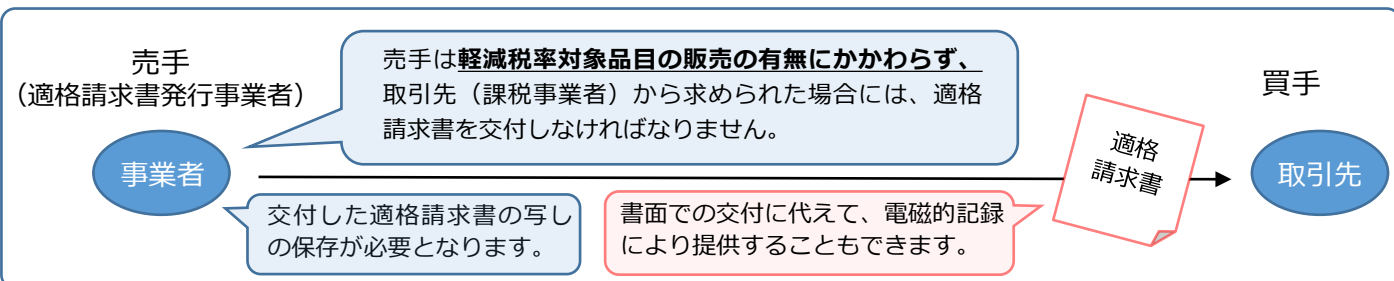 売手
（適格請求書発行事業者）
事業者
売手は軽減税率対象品目の販売の有無にかかわらず、
取引先（課税事業者）から求められた場合には、適格
請求書を交付しなければなりません。
交付した適格請求書の写し
の保存が必要となります。
書面での交付に代えて、電磁的記録
により提供することもできます。
適格
請求書
買手
取引先